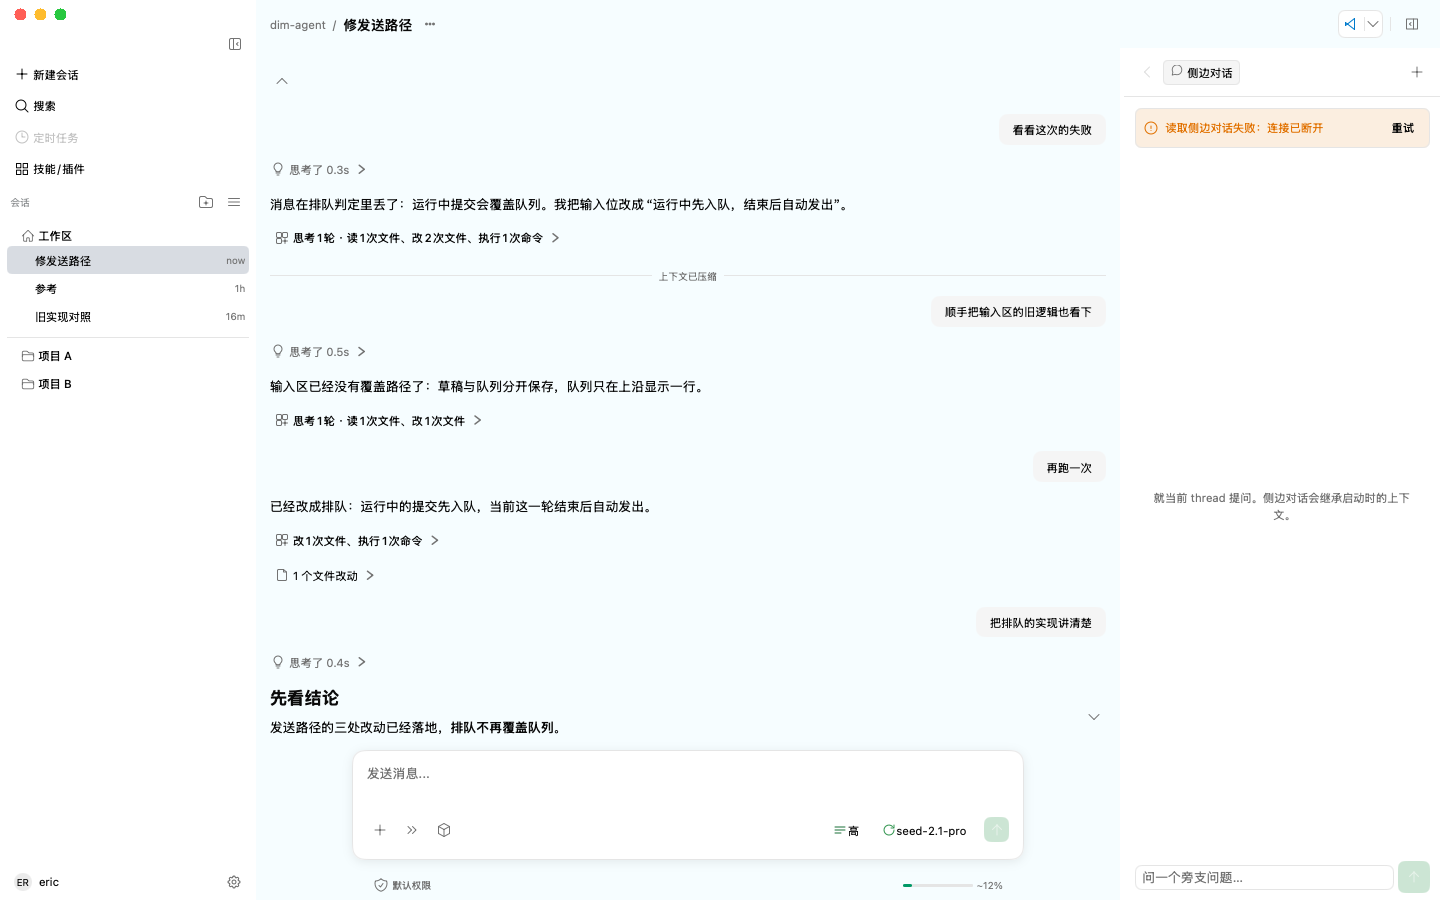 新建会话
搜索
定时任务
技能/插件
会话
工作区
修发送路径 now
参考 1h
旧实现对照 16m
项目 A
项目 B
ER eric
dim-agent / 修发送路径 ···
看看这次的失败
思考了 0.3s
消息在排队判定里丢了：运行中提交会覆盖队列。我把输入位改成“运行中先入队，结束后自动发出”。
思考1轮 · 读1次文件、改2次文件、执行1次命令
上下文已压缩
顺手把输入区的旧逻辑也看下
思考了 0.5s
输入区已经没有覆盖路径了：草稿与队列分开保存，队列只在上沿显示一行。
思考1轮 · 读1次文件、改1次文件
再跑一次
已经改成排队：运行中的提交先入队，当前这一轮结束后自动发出。
改1次文件、执行1次命令
1个文件改动
把排队的实现讲清楚
思考了 0.4s
先看结论
发送路径的三处改动已经落地，排队不再覆盖队列。
发送消息...
高
seed-2.1-pro
默认权限
~12%
侧边对话
读取侧边对话失败：连接已断开 重试
就当前 thread 提问。侧边对话会继承启动时的上下
文。
问一个旁支问题...